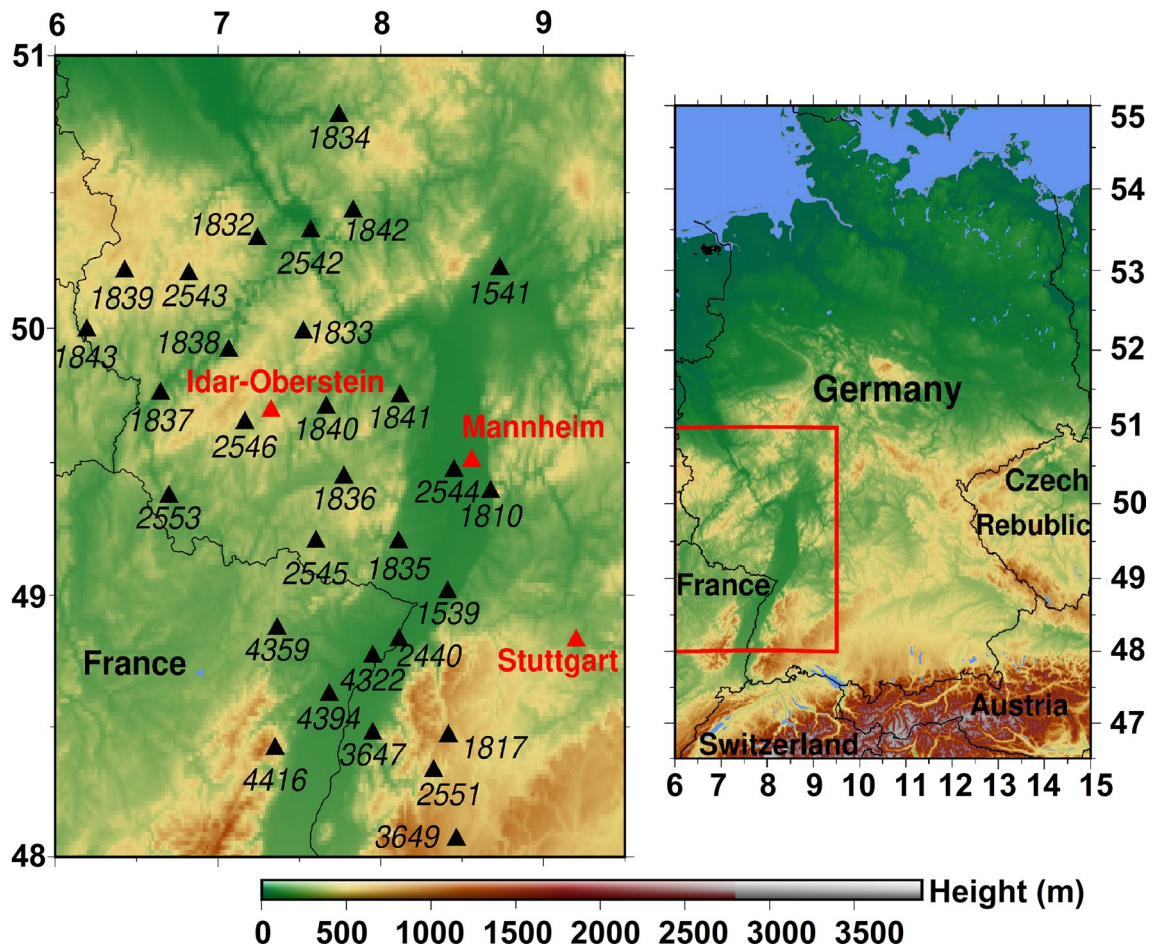 6 7 8 9
51
1834
1832 1842
2542
1541
1839 2543
50
1843 1838 1833
Idar-Oberstein
1837 1840 1841
Mannheim
2546
2544
1836 1810
2553
2545 1835
49
1539
4359 2440
France
Stuttgart
4322
4394
3647 1817
4416 2551
3649
48
55
54
53
52
Germany
51
Czech
50
Rebublic
France
49
48
Austria
47
Switzerland
6 7 8 9 10 11 12 13 14 15
Height (m)
0 500 1000 1500 2000 2500 3000 3500